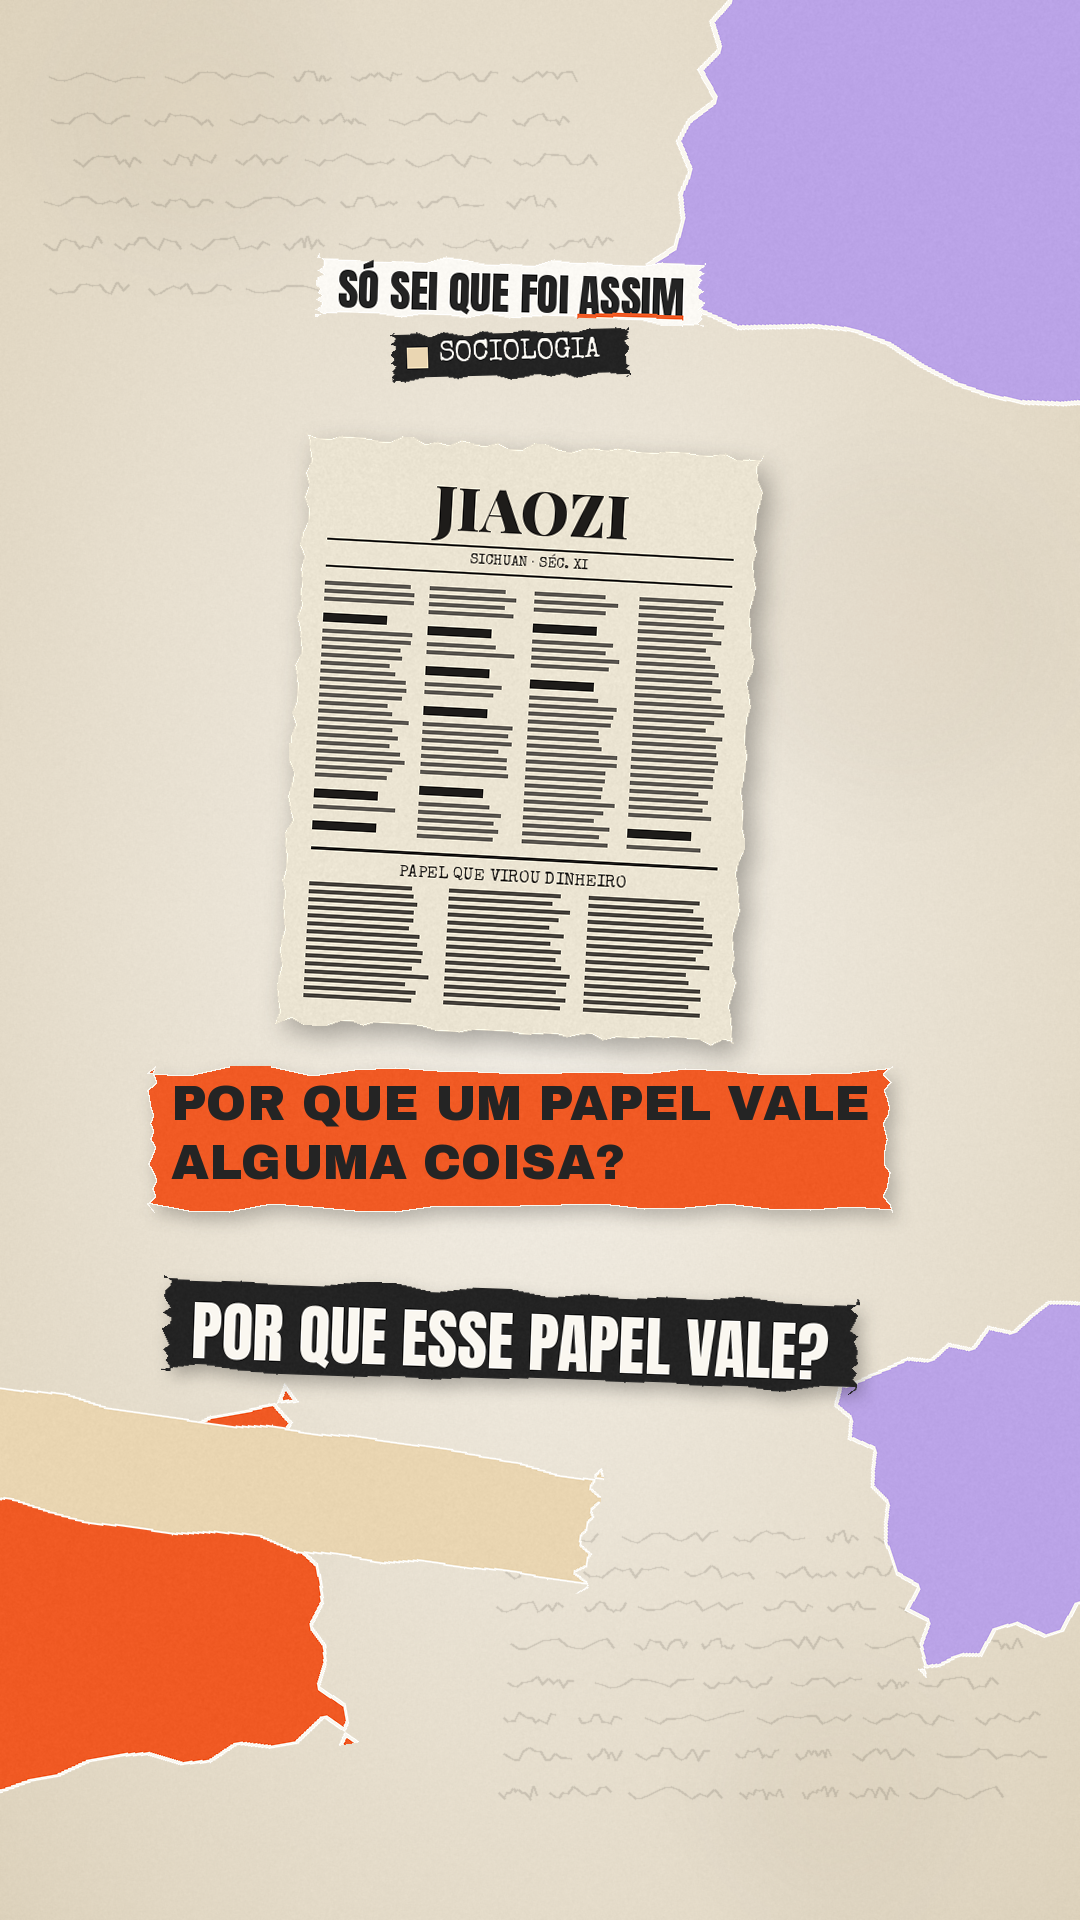 SÓ SEI QUE FOI ASSIM
SOCIOLOGIA
JIAOZI
SICHUAN · SÉC. XI
PAPEL QUE VIROU DINHEIRO
POR QUE UM PAPEL VALE
ALGUMA COISA?
POR QUE ESSE PAPEL VALE?